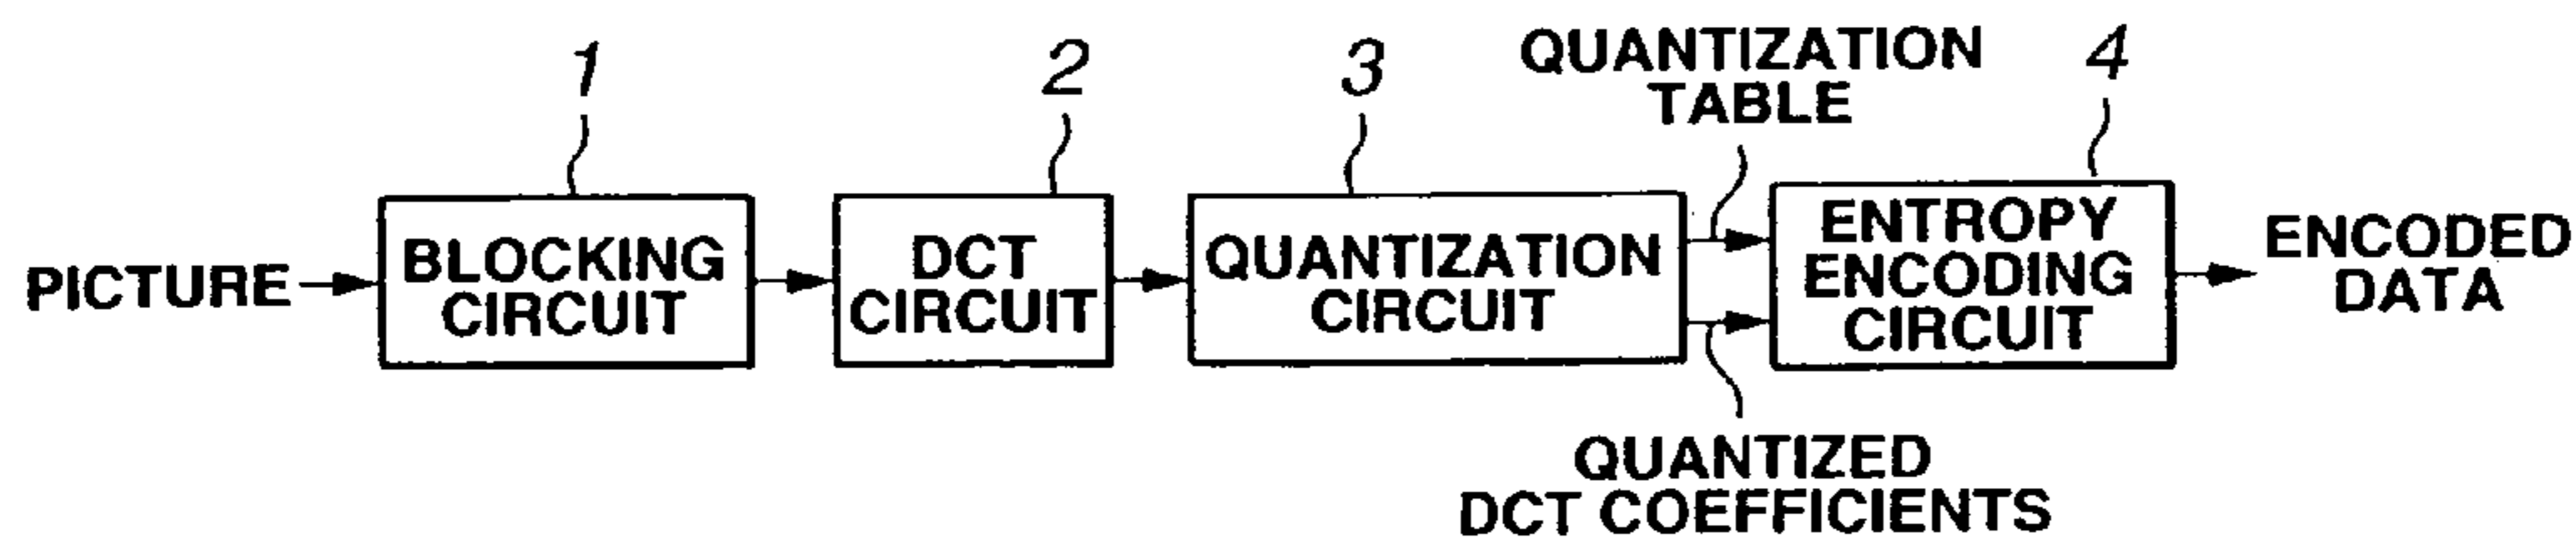 1
2
3
QUANTIZATION
TABLE
4
PICTURE
BLOCKING
CIRCUIT
DCT
CIRCUIT
QUANTIZATION
CIRCUIT
ENTROPY
ENCODING
CIRCUIT
ENCODED
DATA
QUANTIZED
DCT COEFFICIENTS